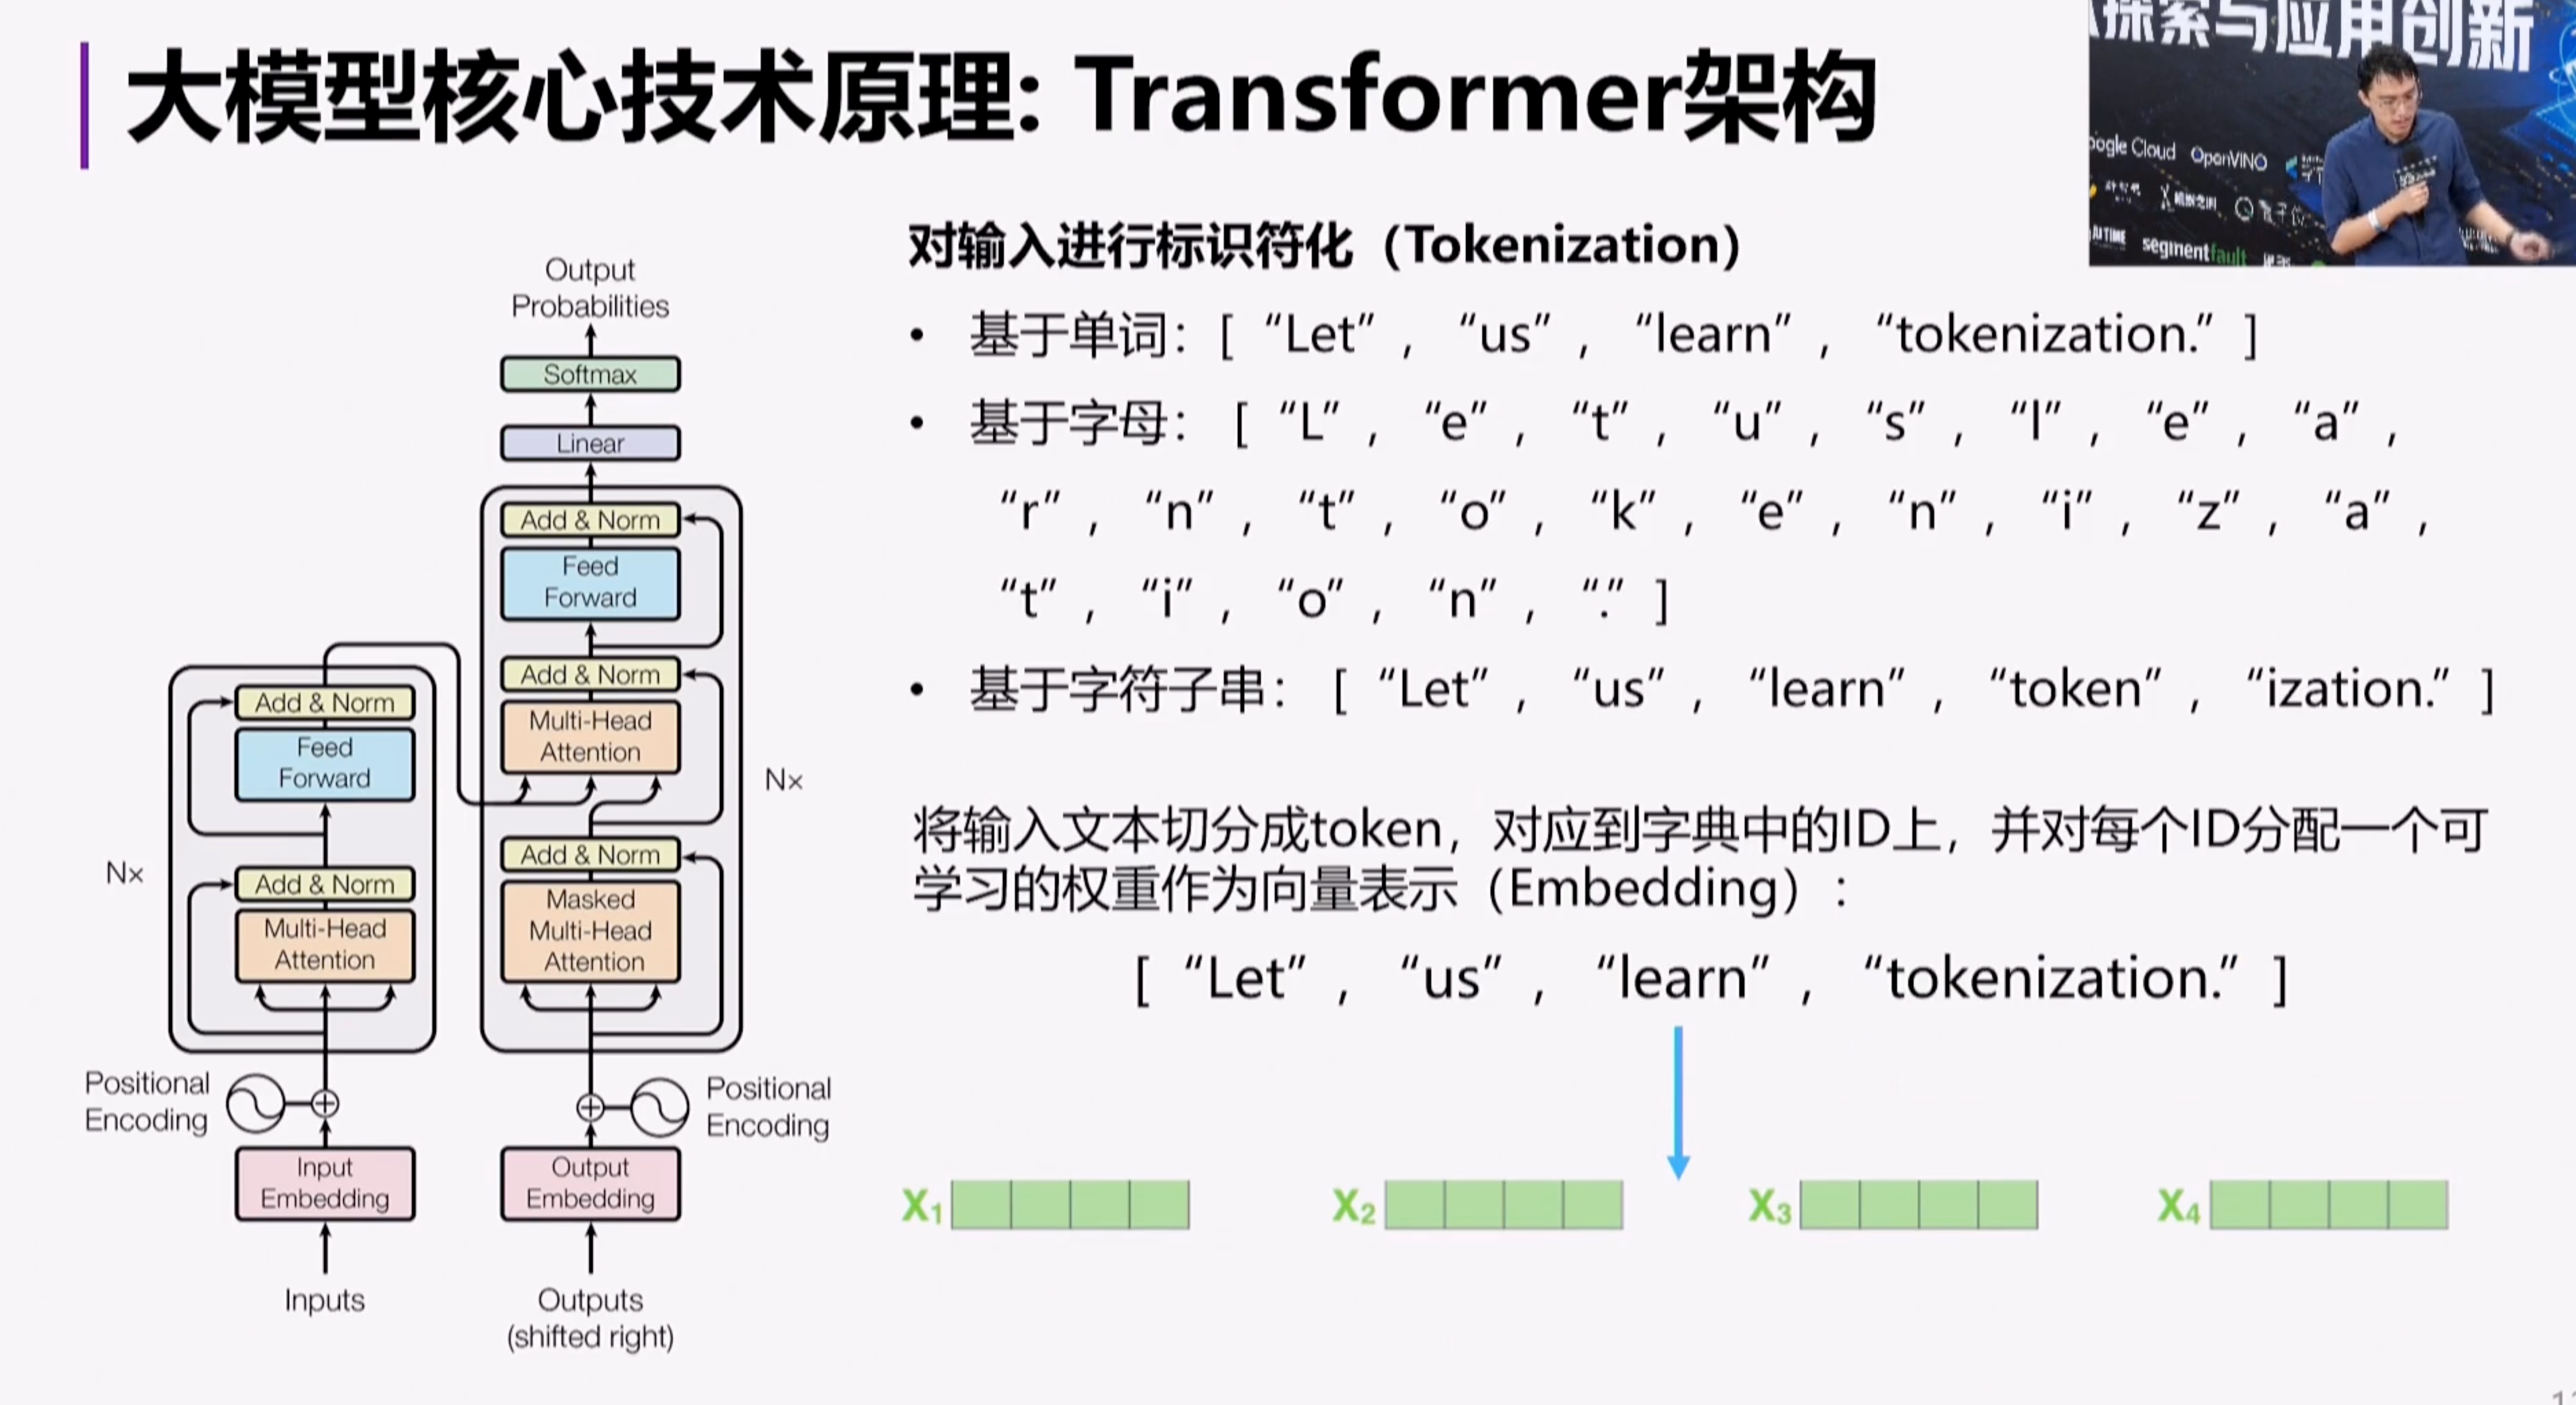 大模型核心技术原理: Transformer架构
探索与应用创新
Google Cloud OpenVINO
AI TIME segmentfault
对输入进行标识符化（Tokenization）
• 基于单词：[ “Let” , “us” , “learn” , “tokenization.” ]
• 基于字母： [ “L” , “e” , “t” , “u” , “s” , “l” , “e” , “a” ,
“r” , “n” , “t” , “o” , “k” , “e” , “n” , “i” , “z” , “a” ,
“t” , “i” , “o” , “n” , “.” ]
• 基于字符子串： [ “Let” , “us” , “learn” , “token” , “ization.” ]
将输入文本切分成token，对应到字典中的ID上，并对每个ID分配一个可
学习的权重作为向量表示（Embedding）：
[ “Let” , “us” , “learn” , “tokenization.” ]
X1 X2 X3 X4
Output
Probabilities
Softmax
Linear
Add & Norm
Feed
Forward
Add & Norm
Multi-Head
Attention
Nx
Add & Norm
Masked
Multi-Head
Attention
Add & Norm
Feed
Forward
Nx
Add & Norm
Multi-Head
Attention
Positional
Encoding
Positional
Encoding
Input
Embedding
Output
Embedding
Inputs
Outputs
(shifted right)